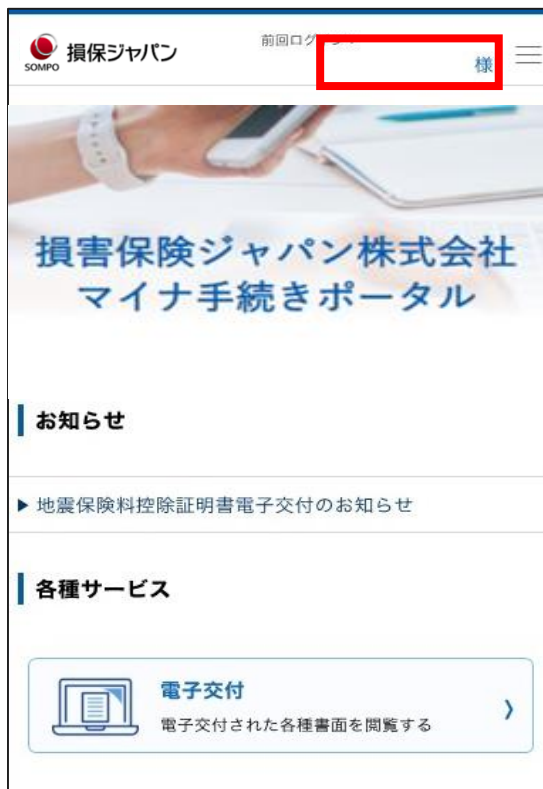 SOMPO 損保ジャパン
前回ログ
様
損害保険ジャパン株式会社
マイナ手続きポータル
お知らせ
▶ 地震保険料控除証明書電子交付のお知らせ
各種サービス
電子交付
電子交付された各種書面を閲覧する